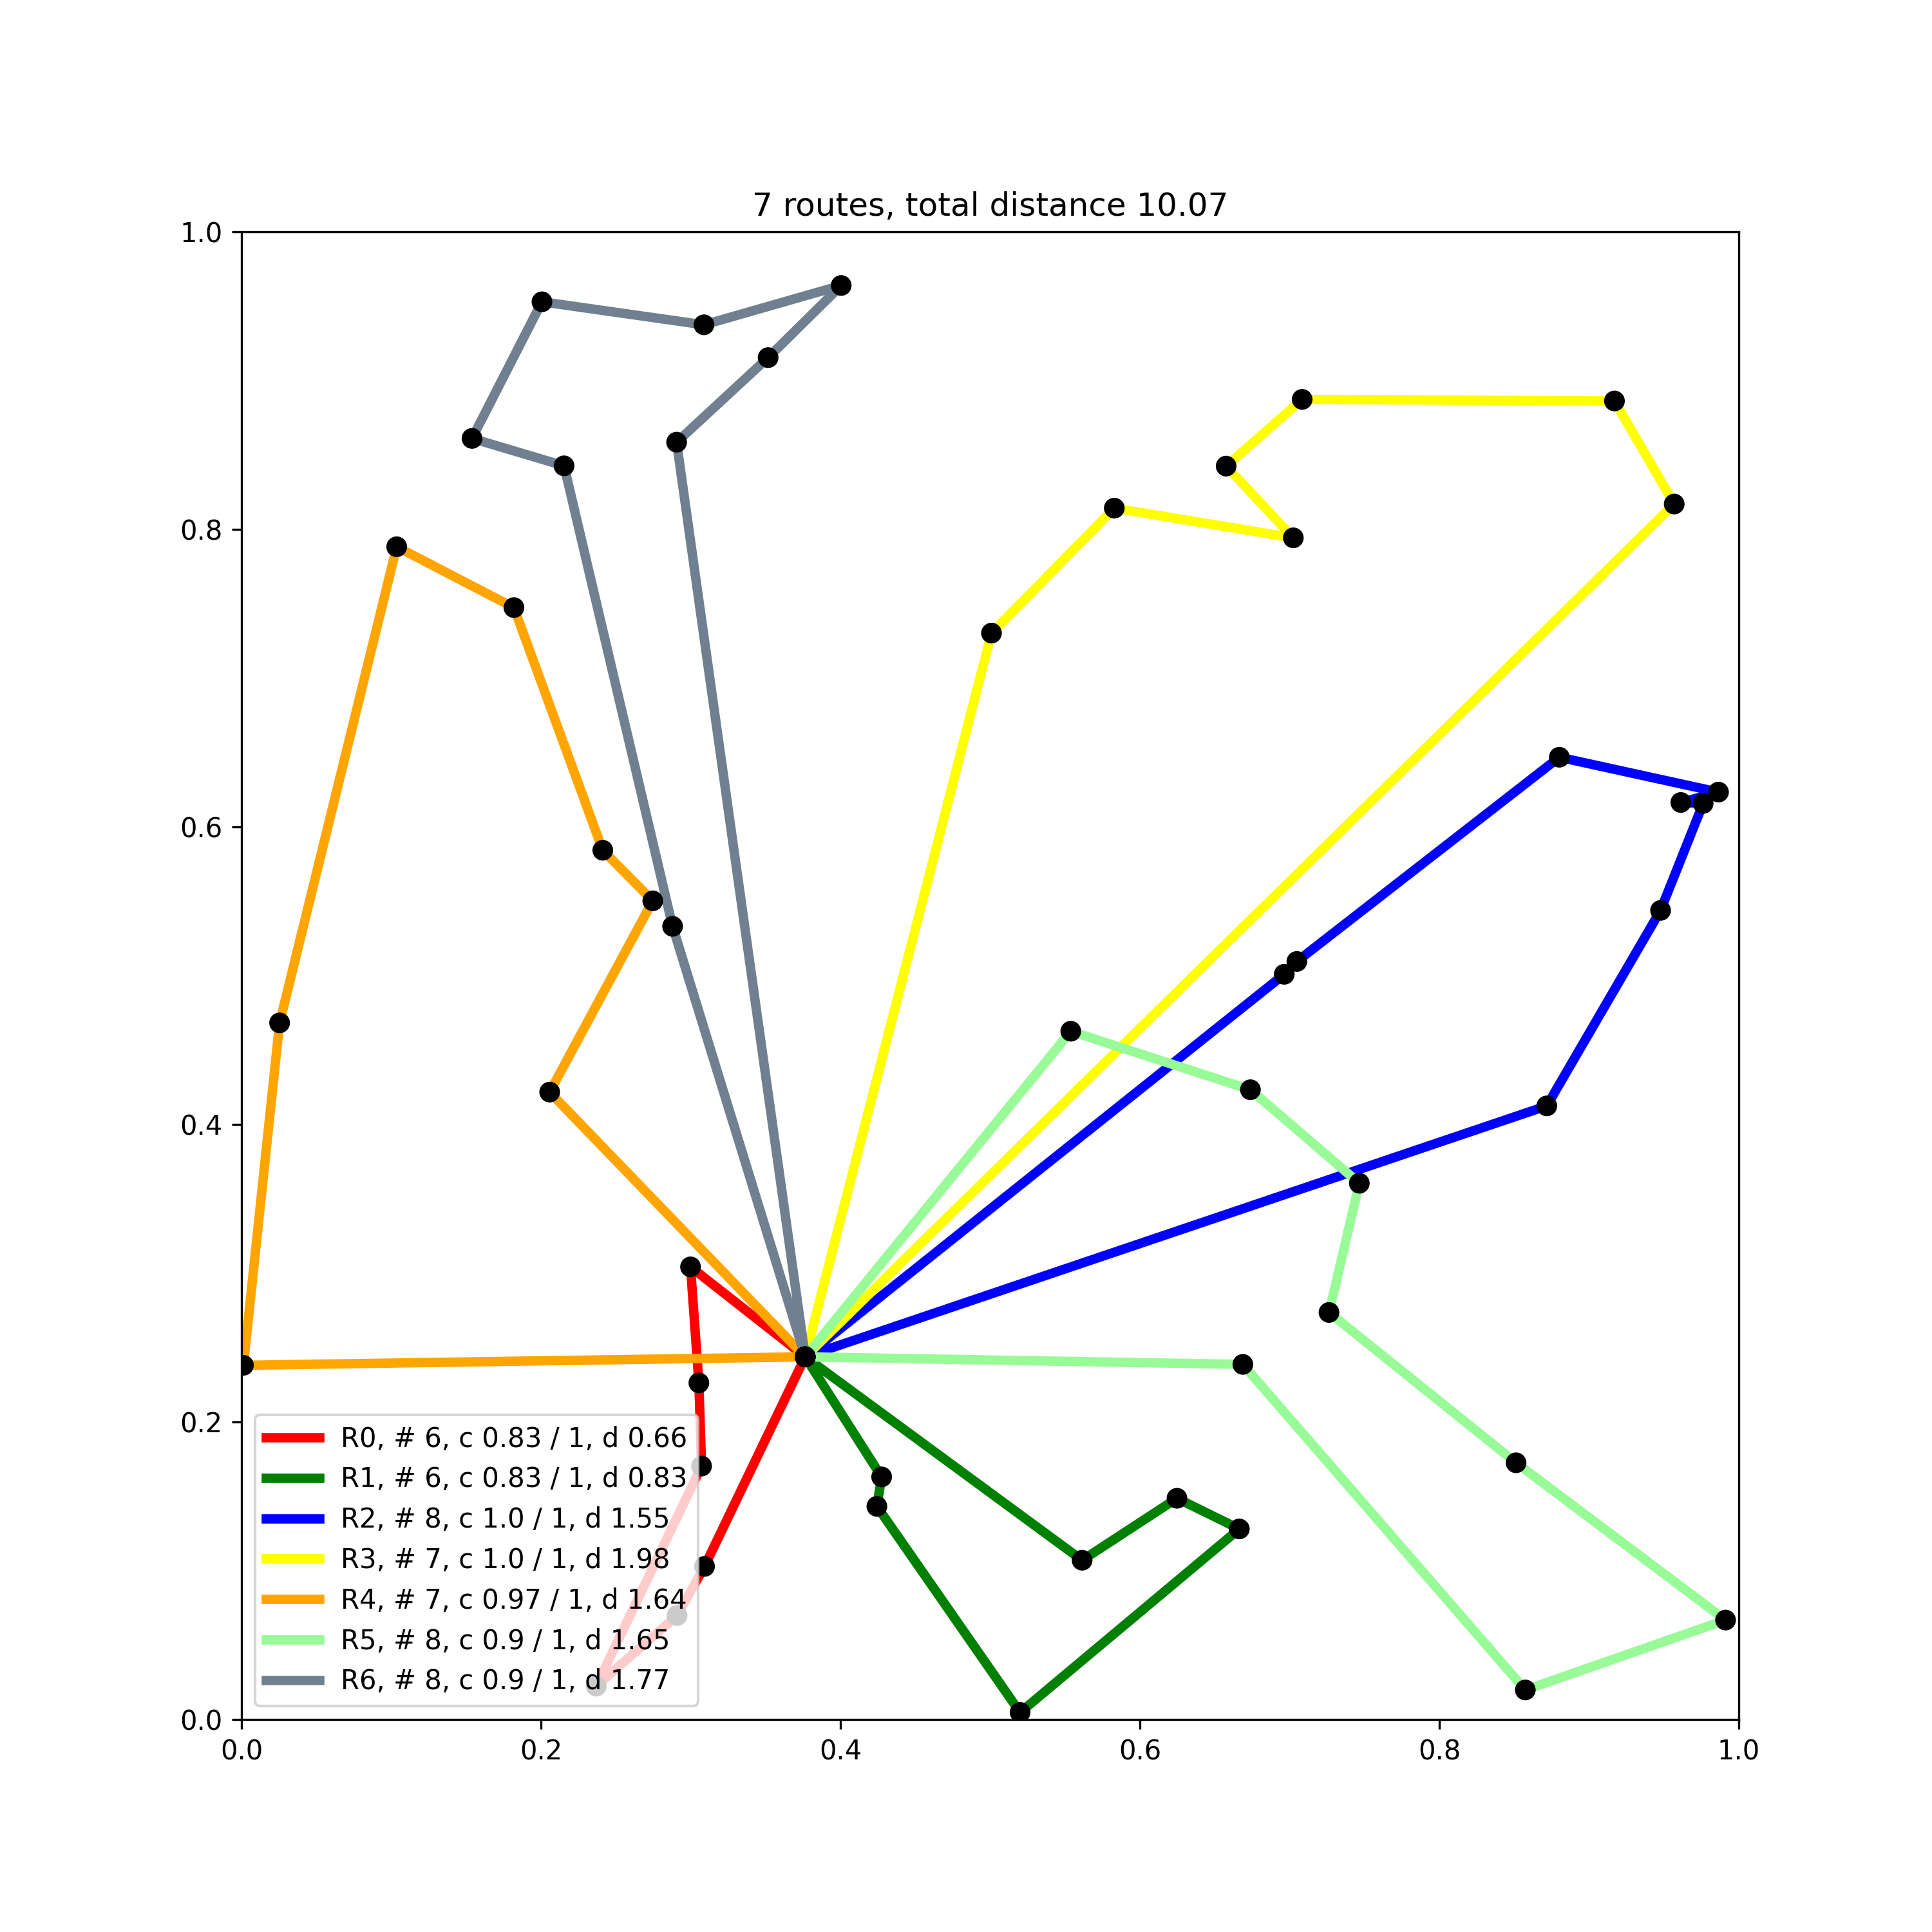 7 routes, total distance 10.07
1.0
0.8
0.6
0.4
0.2
0.0
R0, # 6, c 0.83 / 1, d 0.66
R1, # 6, c 0.83 / 1, d 0.83
R2, # 8, c 1.0 / 1, d 1.55
R3, # 7, c 1.0 / 1, d 1.98
R4, # 7, c 0.97 / 1, d 1.64
R5, # 8, c 0.9 / 1, d 1.65
R6, # 8, c 0.9 / 1, d 1.77
0.0 0.2 0.4 0.6 0.8 1.0